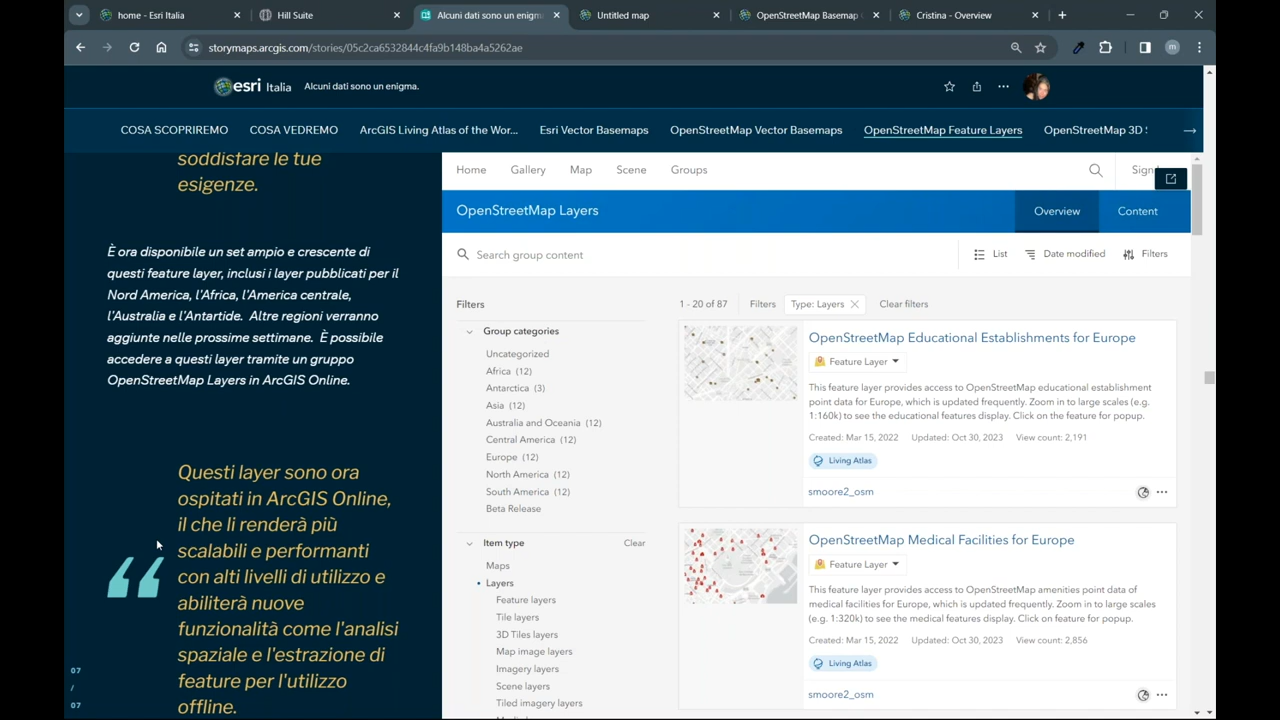 home - Esri Italia
Hill Suite
Alcuni dati sono un enigm
Untitled map
OpenStreetMap Basemap
Cristina - Overview
storymaps.arcgis.com/stories/05c2ca6532844c4fa9b148ba4a5262ae
m
esri Italia
Alcuni dati sono un enigma.
COSA SCOPRIREMO
COSA VEDREMO
ArcGIS Living Atlas of the Wor...
Esri Vector Basemaps
OpenStreetMap Vector Basemaps
OpenStreetMap Feature Layers
OpenStreetMap 3D
soddisfare le tue
esigenze.
È ora disponibile un set ampio e crescente di
questi feature layer, inclusi i layer pubblicati per il
Nord America, l'Africa, l'America centrale,
l'Australia e l'Antartide. Altre regioni verranno
aggiunte nelle prossime settimane. È possibile
accedere a questi layer tramite un gruppo
OpenStreetMap Layers in ArcGIS Online.
“
Questi layer sono ora
ospitati in ArcGIS Online,
il che li renderà più
scalabili e performanti
con alti livelli di utilizzo e
abiliterà nuove
funzionalità come l'analisi
spaziale e l'estrazione di
feature per l'utilizzo
offline.
07
/
07
Home
Gallery
Map
Scene
Groups
Sign
OpenStreetMap Layers
Overview
Content
Search group content
List
Date modified
Filters
Filters
Group categories
Uncategorized
Africa (12)
Antarctica (3)
Asia (12)
Australia and Oceania (12)
Central America (12)
Europe (12)
North America (12)
South America (12)
Beta Release
Item type
Clear
Maps
Layers
Feature layers
Tile layers
3D Tiles layers
Map image layers
Imagery layers
Scene layers
Tiled imagery layers
1 - 20 of 87
Filters
Type: Layers
Clear filters
OpenStreetMap Educational Establishments for Europe
Feature Layer
This feature layer provides access to OpenStreetMap educational establishment
point data for Europe, which is updated frequently. Zoom in to large scales (e.g.
1:160k) to see the educational features display. Click on the feature for popup.
Created: Mar 15, 2022 Updated: Oct 30, 2023 View count: 2,191
Living Atlas
smoore2_osm
OpenStreetMap Medical Facilities for Europe
Feature Layer
This feature layer provides access to OpenStreetMap amenities point data of
medical facilities for Europe, which is updated frequently. Zoom in to large scales
(e.g. 1:320k) to see the medical features display. Click on feature for popup.
Created: Mar 15, 2022 Updated: Oct 30, 2023 View count: 2,856
Living Atlas
smoore2_osm